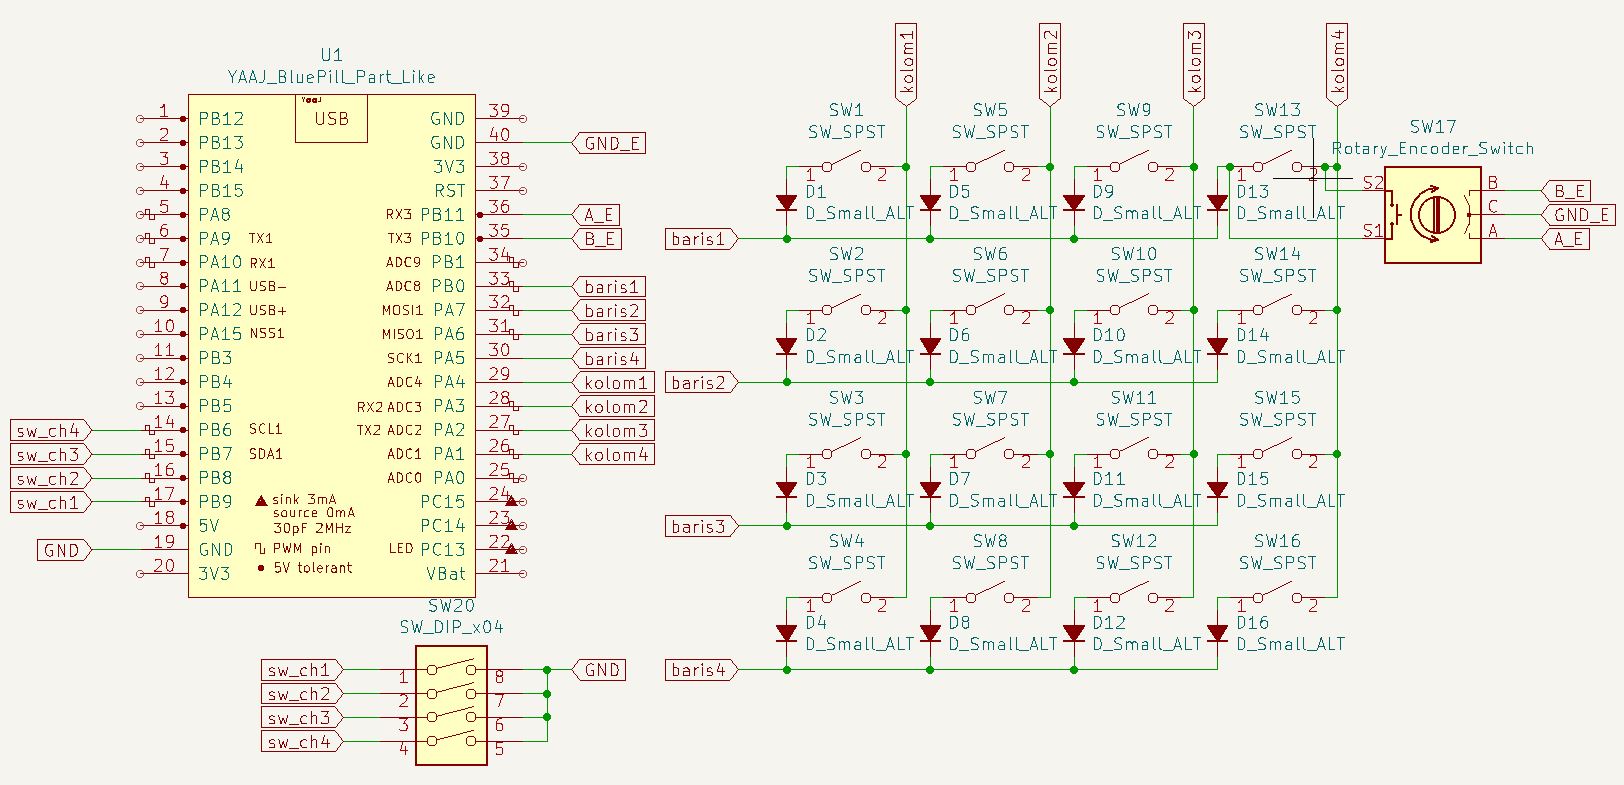 U1
YAAJ_BluePill_Part_Like
Yaaj
USB
1 PB12 GND 39
2 PB13 GND 40 GND_E
3 PB14 3V3 38
4 PB15 RST 37
5 PA8 RX3 PB11 36 A_E
6 PA9 TX1 TX3 PB10 35 B_E
7 PA10 RX1 ADC9 PB1 34
8 PA11 USB- ADC8 PB0 33 baris1
9 PA12 USB+ MOSI1 PA7 32 baris2
10 PA15 NSS1 MISO1 PA6 31 baris3
11 PB3 SCK1 PA5 30 baris4
12 PB4 ADC4 PA4 29 kolom1
13 PB5 RX2 ADC3 PA3 28 kolom2
sw_ch4 14 PB6 SCL1 TX2 ADC2 PA2 27 kolom3
sw_ch3 15 PB7 SDA1 ADC1 PA1 26 kolom4
sw_ch2 16 PB8 ADC0 PA0 25
sw_ch1 17 PB9 PC15 24
18 5V PC14 23
GND 19 GND LED PC13 22
20 3V3 VBat 21
sink 3mA
source 0mA
30pF 2MHz
PWM pin
5V tolerant
SW20
SW_DIP_x04
sw_ch1 1 8 GND
sw_ch2 2 7
sw_ch3 3 6
sw_ch4 4 5
kolom1 kolom2 kolom3 kolom4
SW1 SW5 SW9 SW13
SW_SPST SW_SPST SW_SPST SW_SPST
1 2 1 2 1 2 1 2
D1 D5 D9 D13
D_Small_ALT D_Small_ALT D_Small_ALT D_Small_ALT
baris1
SW2 SW6 SW10 SW14
SW_SPST SW_SPST SW_SPST SW_SPST
1 2 1 2 1 2 1 2
D2 D6 D10 D14
D_Small_ALT D_Small_ALT D_Small_ALT D_Small_ALT
baris2
SW3 SW7 SW11 SW15
SW_SPST SW_SPST SW_SPST SW_SPST
1 2 1 2 1 2 1 2
D3 D7 D11 D15
D_Small_ALT D_Small_ALT D_Small_ALT D_Small_ALT
baris3
SW4 SW8 SW12 SW16
SW_SPST SW_SPST SW_SPST SW_SPST
1 2 1 2 1 2 1 2
D4 D8 D12 D16
D_Small_ALT D_Small_ALT D_Small_ALT D_Small_ALT
baris4
SW17
Rotary_Encoder_Switch
S2 B B_E
C GND_E
S1 A A_E